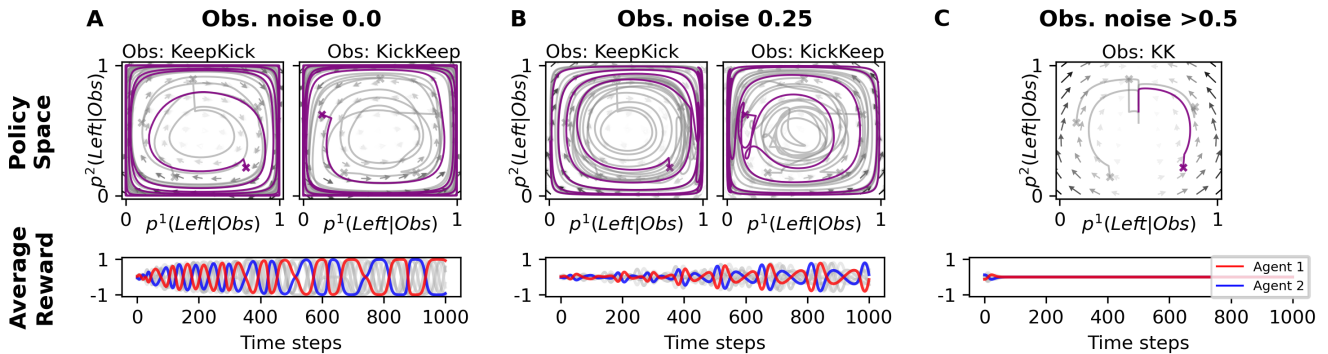 A Obs. noise 0.0
B Obs. noise 0.25
C Obs. noise >0.5
Policy
Space
Obs: KeepKick
Obs: KickKeep
Obs: KeepKick
Obs: KickKeep
Obs: KK
p²(Left|Obs)
1
0
0 1
0 1
p¹(Left|Obs)
p¹(Left|Obs)
p²(Left|Obs)
1
0
0 1
0 1
p¹(Left|Obs)
p¹(Left|Obs)
p²(Left|Obs)
1
0
0 1
p¹(Left|Obs)
Average
Reward
1
-1
0 200 400 600 800 1000
Time steps
1
-1
0 200 400 600 800 1000
Time steps
1
-1
0 200 400 600 800 1000
Time steps
Agent 1
Agent 2